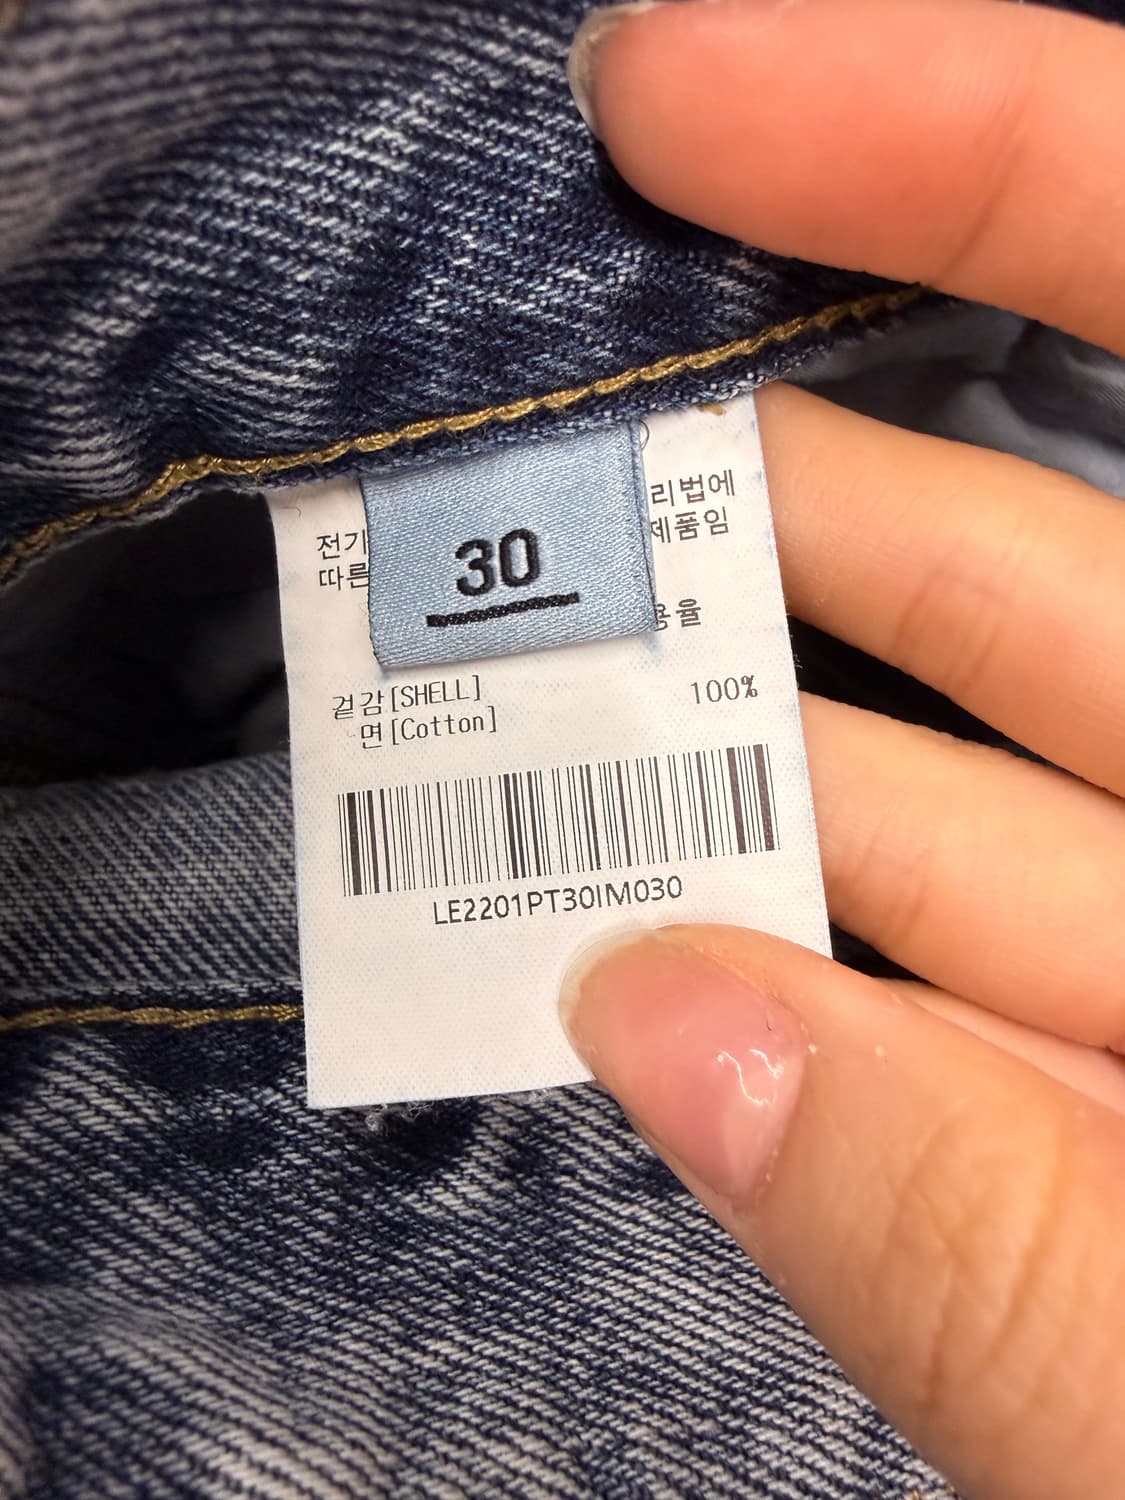 30
전기
리법에
따른
제품임
용율
겉감[SHELL] 100%
면[Cotton]
LE2201PT30IM030